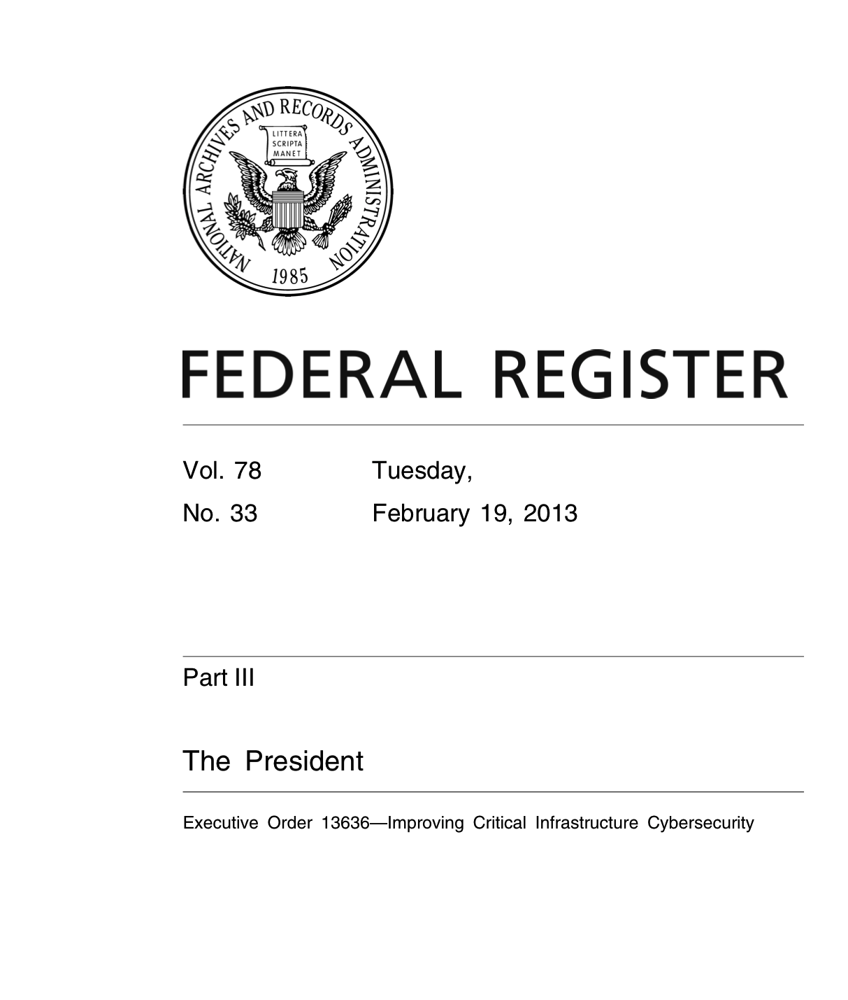 NATIONAL ARCHIVES AND RECORDS ADMINISTRATION
LITTERA
SCRIPTA
MANET
1985
FEDERAL REGISTER
Vol. 78 Tuesday,
No. 33 February 19, 2013
Part III
The President
Executive Order 13636—Improving Critical Infrastructure Cybersecurity